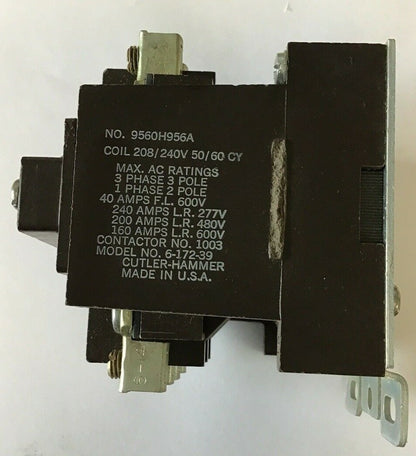 NO. 9560H956A
COIL 208/240V 50/60 CY
MAX. AC RATINGS
3 PHASE 3 POLE
1 PHASE 2 POLE
40 AMPS F.L. 600V
240 AMPS L.R. 277V
200 AMPS L.R. 480V
160 AMPS L.R. 600V
CONTACTOR NO. 1003
MODEL NO. 6-172-39
CUTLER-HAMMER
MADE IN U.S.A.